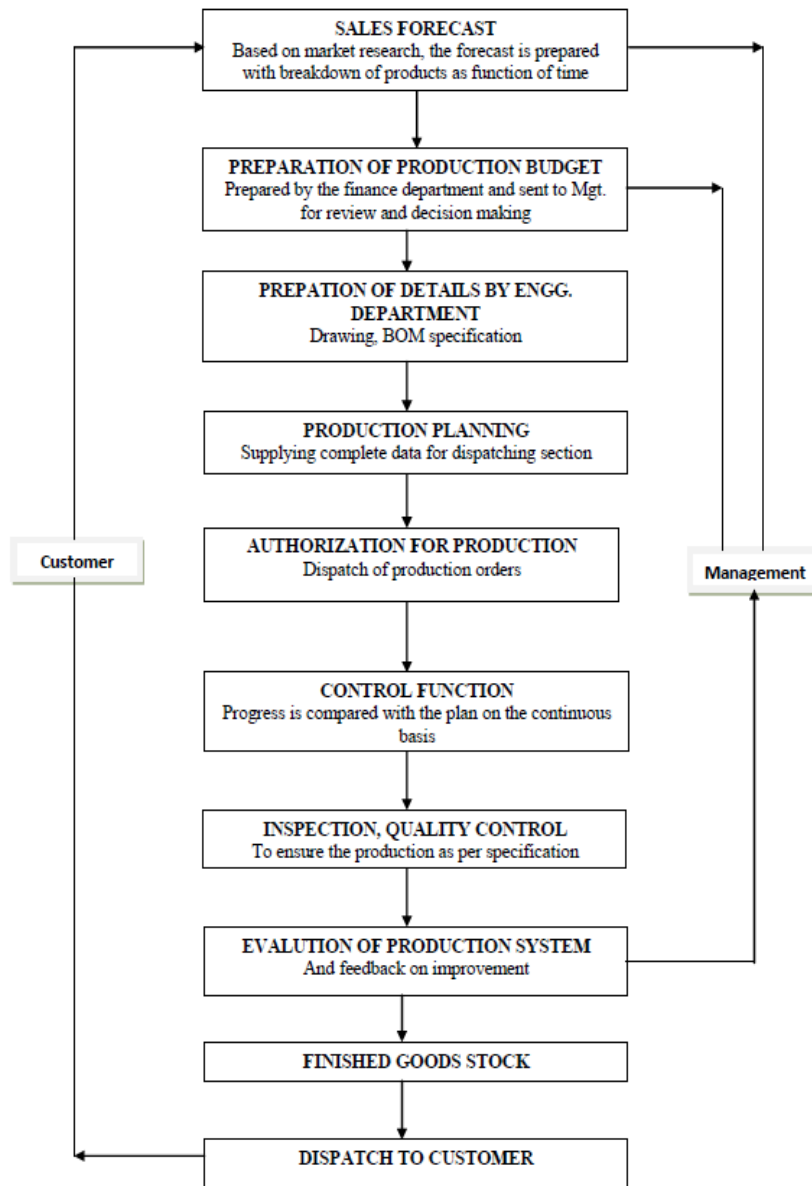 SALES FORECAST
Based on market research, the forecast is prepared
with breakdown of products as function of time
PREPARATION OF PRODUCTION BUDGET
Prepared by the finance department and sent to Mgt.
for review and decision making
PREPATION OF DETAILS BY ENGG.
DEPARTMENT
Drawing, BOM specification
PRODUCTION PLANNING
Supplying complete data for dispatching section
AUTHORIZATION FOR PRODUCTION
Dispatch of production orders
Customer
Management
CONTROL FUNCTION
Progress is compared with the plan on the continuous
basis
INSPECTION, QUALITY CONTROL
To ensure the production as per specification
EVALUTION OF PRODUCTION SYSTEM
And feedback on improvement
FINISHED GOODS STOCK
DISPATCH TO CUSTOMER